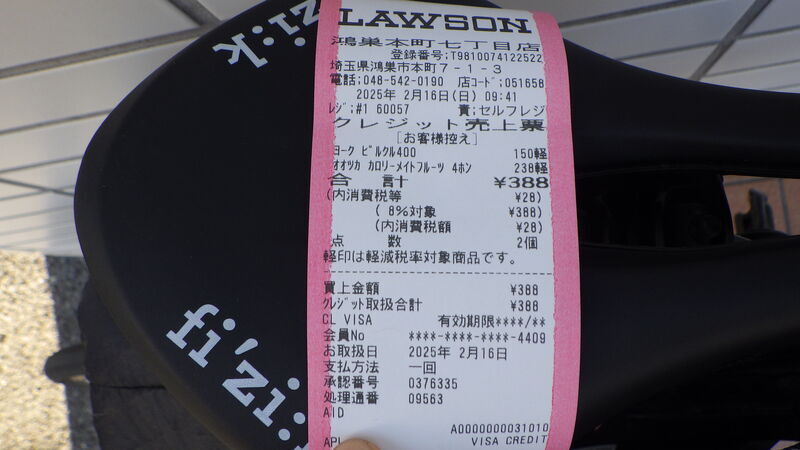 fi'zi:k
LAWSON
鴻巣本町七丁目店
登録番号;T9810074122522
埼玉県鴻巣市本町7-1-3
電話;048-542-0190 店コード;051658
2025年 2月16日(日) 09:41
レジ;#1 60057 責;セルフレジ
クレジット売上票
[お客様控え]
ヨーク ピルクル400 150軽
オオツカ カロリーメイトフルーツ 4ホン 238軽
合 計 ¥388
(内消費税等 ¥28)
( 8%対象 ¥388)
(内消費税額 ¥28)
点 数 2個
軽印は軽減税率対象商品です。
買上金額 ¥388
クレジット取扱合計 ¥388
CL VISA 有効期限****/**
会員No ****-****-****-4409
お取扱日 2025年 2月16日
支払方法 一回
承認番号 0376335
処理通番 09563
AID
A0000000031010
APL VISA CREDIT
fi'zi: